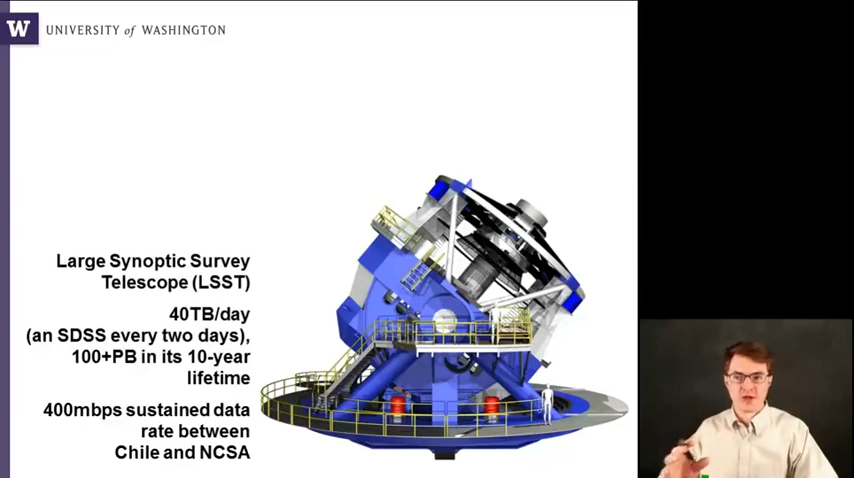 W
UNIVERSITY of WASHINGTON
Large Synoptic Survey
Telescope (LSST)
40TB/day
(an SDSS every two days),
100+PB in its 10-year
lifetime
400mbps sustained data
rate between
Chile and NCSA